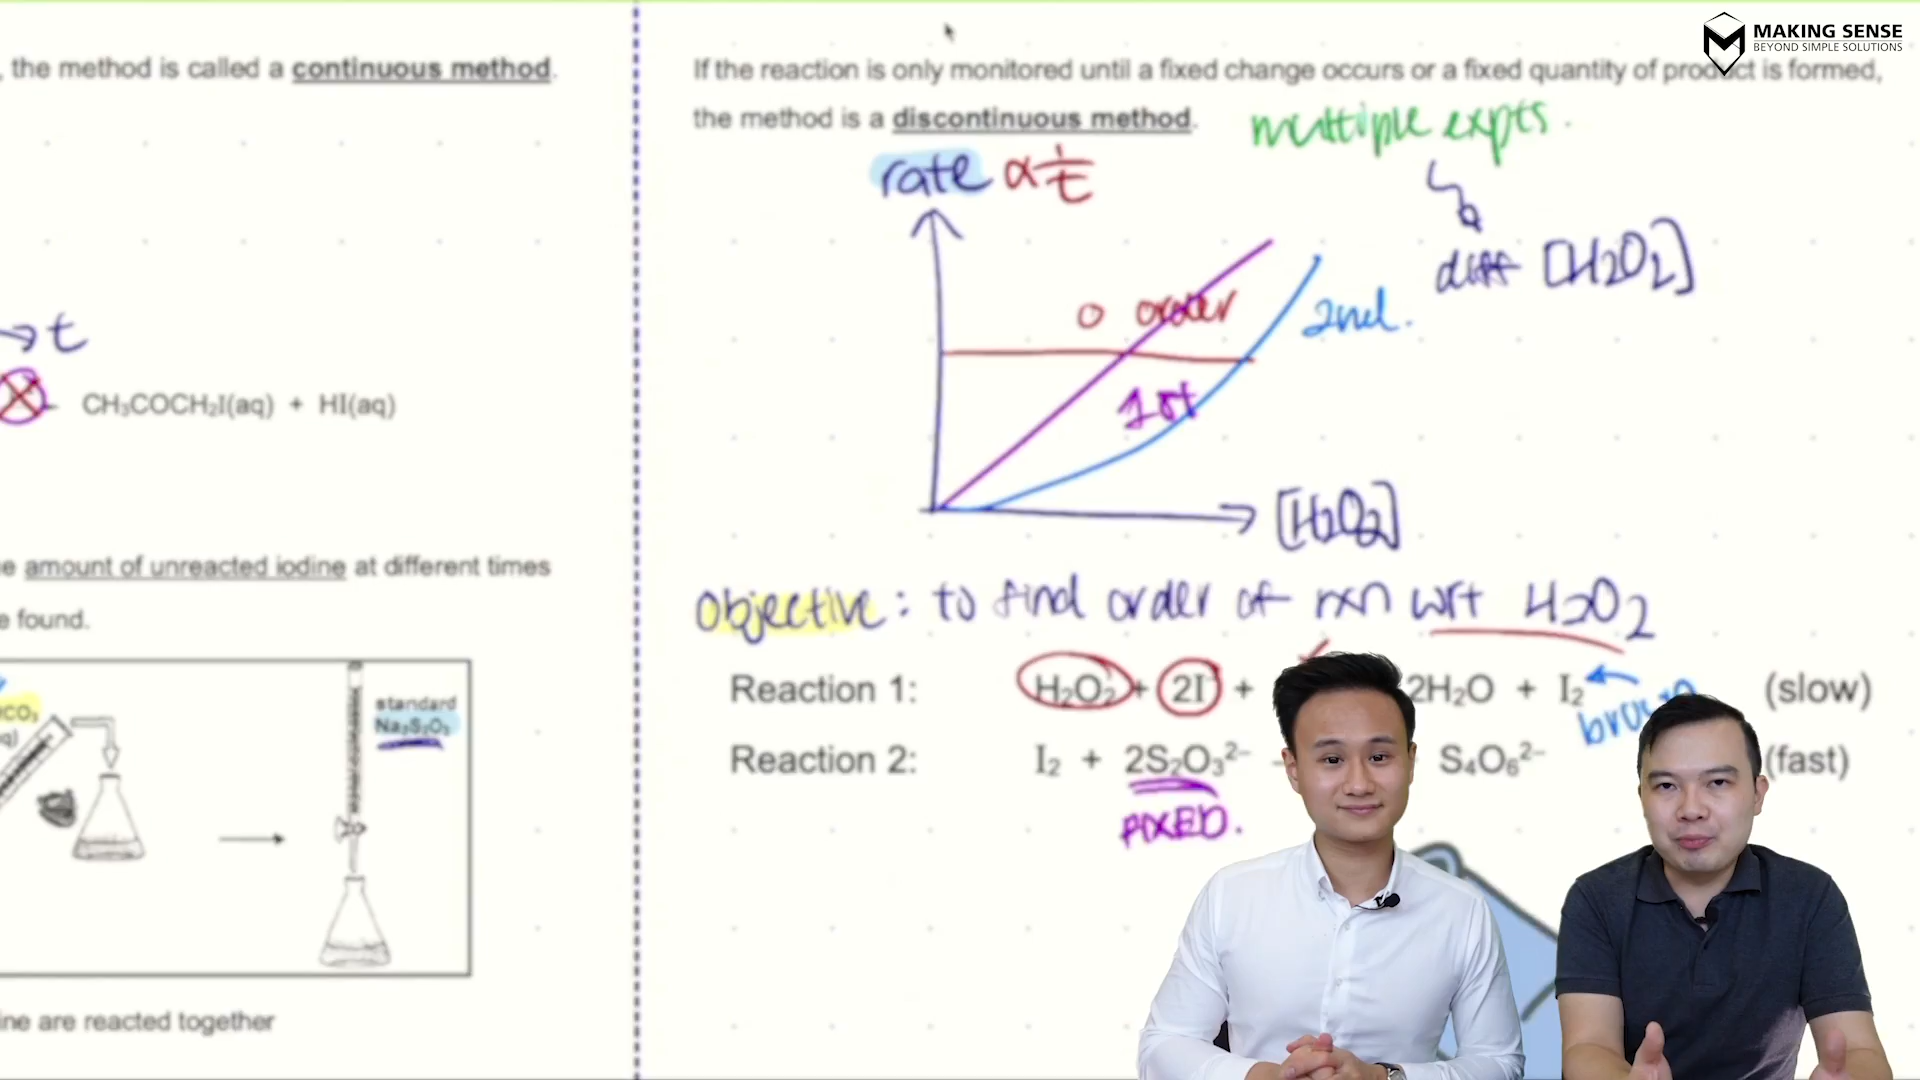 MAKING SENSE
BEYOND SIMPLE SOLUTIONS
, the method is called a continuous method.
→ t
CH₃COCH₂I(aq) + HI(aq)
amount of unreacted iodine at different times
found.
standard
Na₂S₂O₃
are reacted together
If the reaction is only monitored until a fixed change occurs or a fixed quantity of product is formed,
the method is a discontinuous method.
multiple expts.
rate α 1/t
diff [H₂O₂]
0 order
2nd.
1st
[H₂O₂]
Objective: to find order of rxn wrt H2O2
Reaction 1: H₂O₂ + 2I⁻ + 2H₂O + I₂ (slow)
Reaction 2: I₂ + 2S₂O₃²⁻ S₄O₆²⁻ (fast)
FIXED.